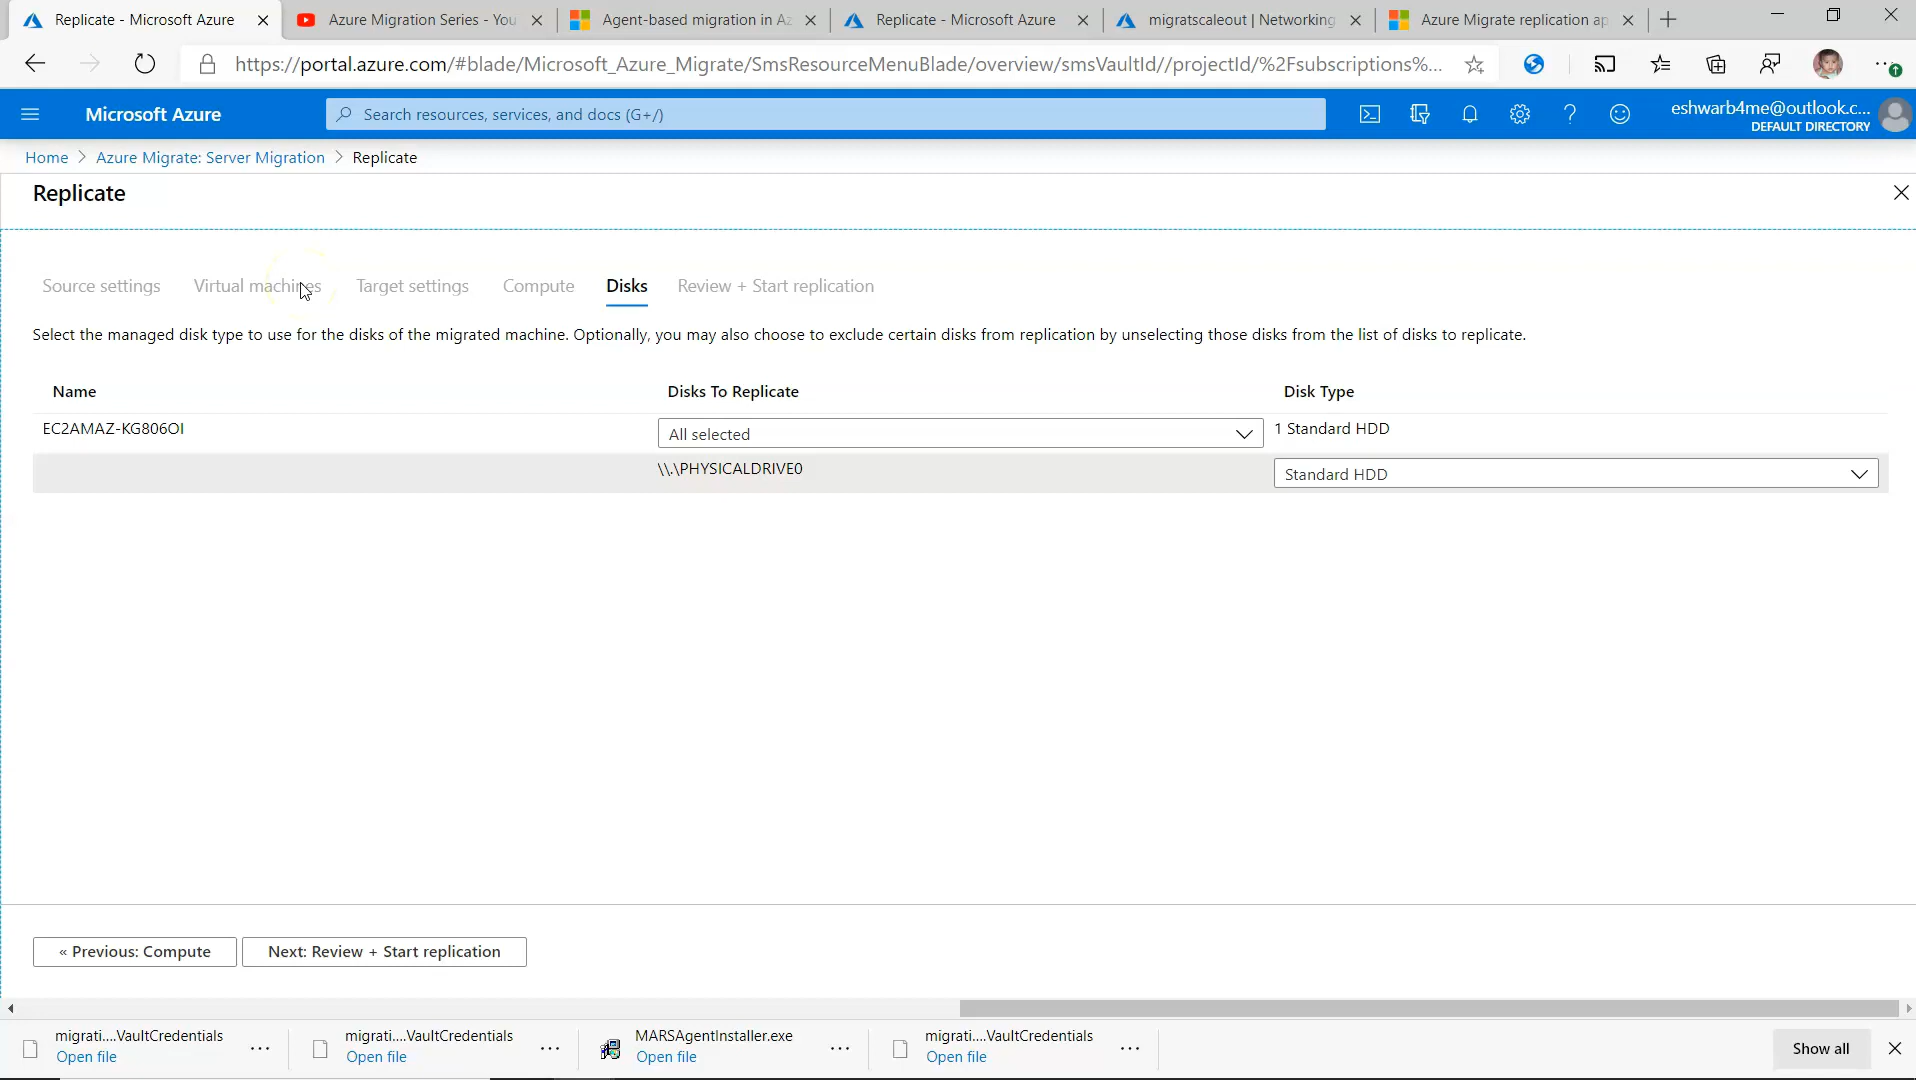 Replicate - Microsoft Azure
Azure Migration Series - You
Agent-based migration in Az
Replicate - Microsoft Azure
migratscaleout | Networking
Azure Migrate replication ap
https://portal.azure.com/#blade/Microsoft_Azure_Migrate/SmsResourceMenuBlade/overview/smsVaultId//projectId/%2Fsubscriptions%...
Microsoft Azure
Search resources, services, and docs (G+/)
eshwarb4me@outlook.c...
DEFAULT DIRECTORY
Home > Azure Migrate: Server Migration > Replicate
Replicate
Source settings
Virtual machines
Target settings
Compute
Disks
Review + Start replication
Select the managed disk type to use for the disks of the migrated machine. Optionally, you may also choose to exclude certain disks from replication by unselecting those disks from the list of disks to replicate.
Name
Disks To Replicate
Disk Type
EC2AMAZ-KG806OI
All selected
1 Standard HDD
\\.\PHYSICALDRIVE0
Standard HDD
« Previous: Compute
Next: Review + Start replication
migrati....VaultCredentials
Open file
migrati....VaultCredentials
Open file
MARSAgentInstaller.exe
Open file
migrati....VaultCredentials
Open file
Show all